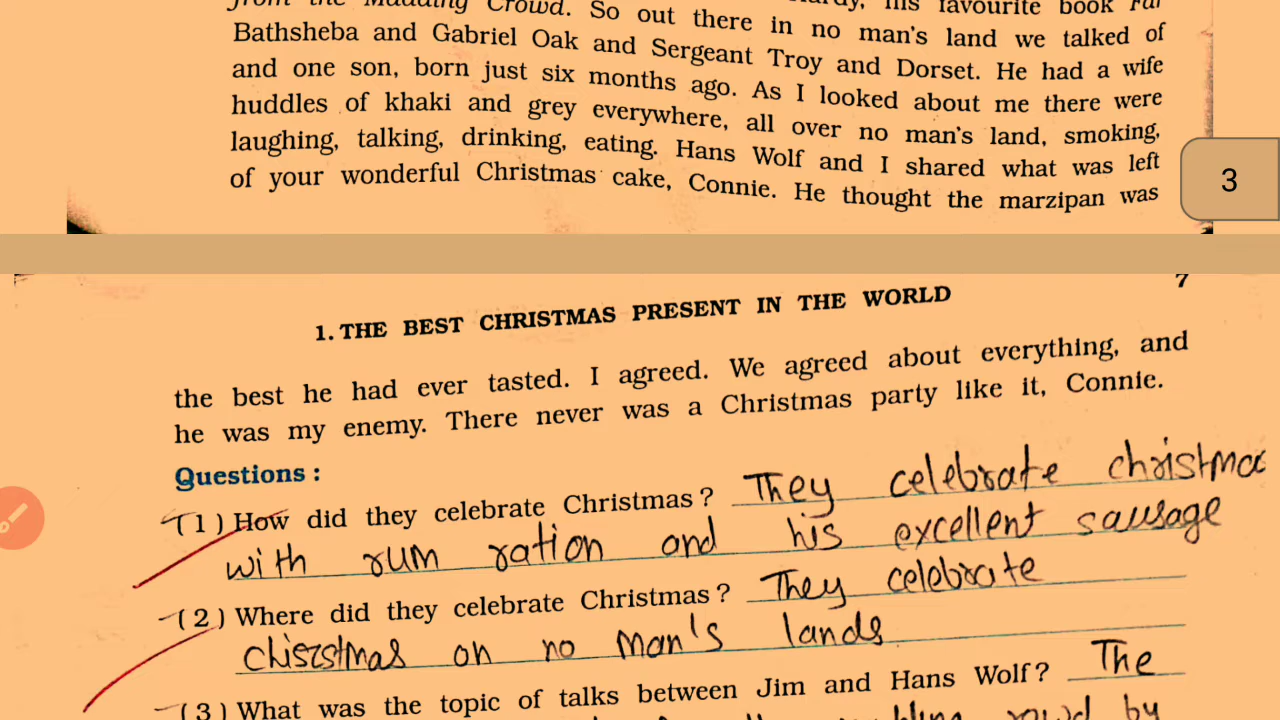 from the Madding Crowd. So out there in no man's land we talked of
Bathsheba and Gabriel Oak and Sergeant Troy and Dorset. He had a wife
and one son, born just six months ago. As I looked about me there were
huddles of khaki and grey everywhere, all over no man's land, smoking,
laughing, talking, drinking, eating. Hans Wolf and I shared what was left
of your wonderful Christmas cake, Connie. He thought the marzipan was
3
7
1. THE BEST CHRISTMAS PRESENT IN THE WORLD
the best he had ever tasted. I agreed. We agreed about everything, and
he was my enemy. There never was a Christmas party like it, Connie.
Questions :
(1) How did they celebrate Christmas? They celebrate christmas
with rum ration and his excellent sausage
(2) Where did they celebrate Christmas? They celebrate
chisrstmas on no man's lands
(3) What was the topic of talks between Jim and Hans Wolf? The
by